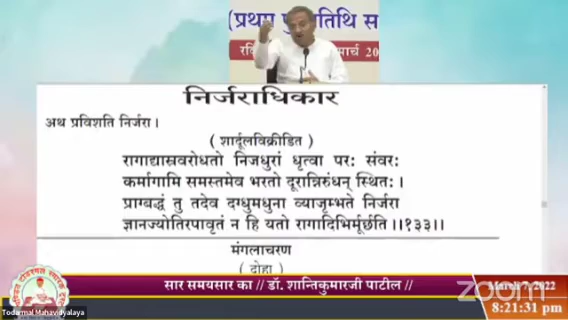 (प्रथम पुण्यतिथि स
मार्च 20
निर्जराधिकार
अथ प्रविशति निर्जरा ।
( शार्दूलविक्रीडित )
रागाद्यास्रवरोधतो निजधुरां धृत्वा परः संवरः
कर्मागामि समस्तमेव भरतो दूरान्निरुंधन् स्थितः ।
प्राग्बद्धं तु तदेव दग्धुमधुना व्याजृम्भते निर्जरा
ज्ञानज्योतिरपावृतं न हि यतो रागादिभिर्मूर्छति ।।१३३।।
मंगलाचरण
( दोहा )
सार समयसार का // डॉ. शान्तिकुमारजी पाटील //
March 7, 2022
zoom
8:21:31 pm
Todarmal Mahavidyalaya